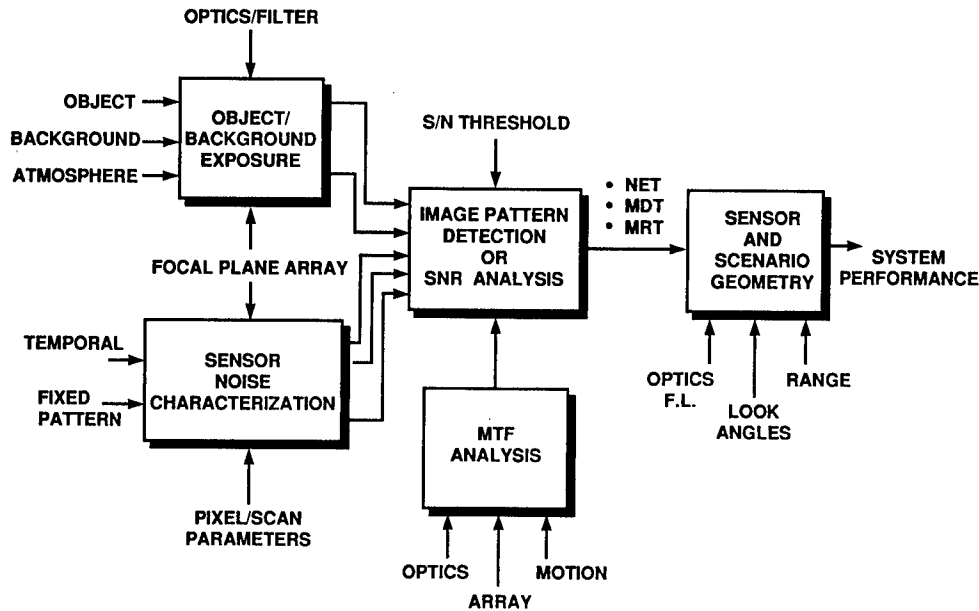 OPTICS/FILTER
OBJECT
BACKGROUND
ATMOSPHERE
OBJECT/
BACKGROUND
EXPOSURE
S/N THRESHOLD
FOCAL PLANE ARRAY
IMAGE PATTERN
DETECTION
OR
SNR ANALYSIS
• NET
• MDT
• MRT
SENSOR
AND
SCENARIO
GEOMETRY
SYSTEM
PERFORMANCE
TEMPORAL
FIXED
PATTERN
SENSOR
NOISE
CHARACTERIZATION
PIXEL/SCAN
PARAMETERS
MTF
ANALYSIS
OPTICS
ARRAY
MOTION
OPTICS
F.L.
LOOK
ANGLES
RANGE